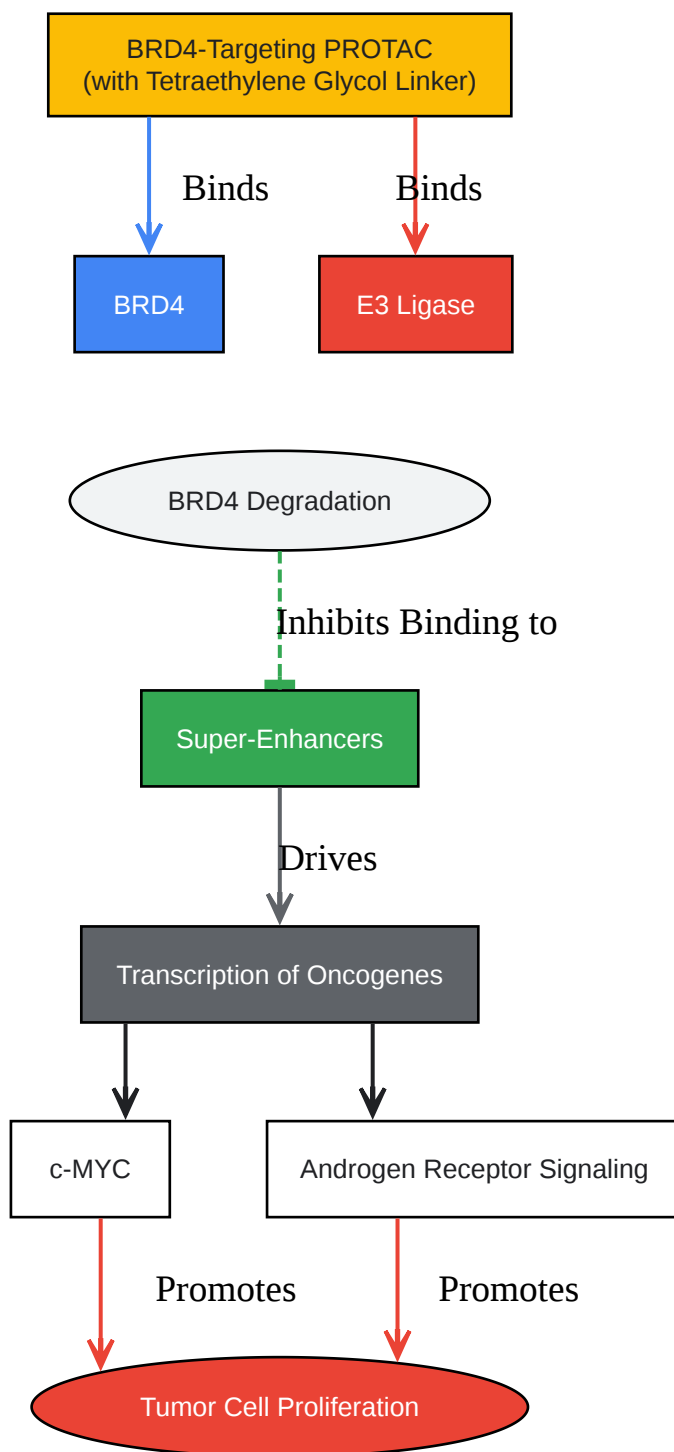 BRD4-Targeting PROTAC
(with Tetraethylene Glycol Linker)
Binds
Binds
BRD4
E3 Ligase
BRD4 Degradation
Inhibits Binding to
Super-Enhancers
Drives
Transcription of Oncogenes
c-MYC
Androgen Receptor Signaling
Promotes
Promotes
Tumor Cell Proliferation